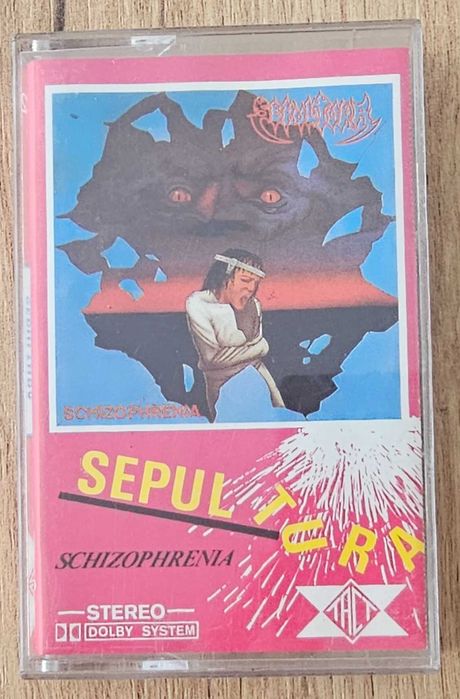 SEPULTURA
SCHIZOPHRENIA
SEPULTURA
SCHIZOPHRENIA
STEREO
DOLBY SYSTEM
TACT